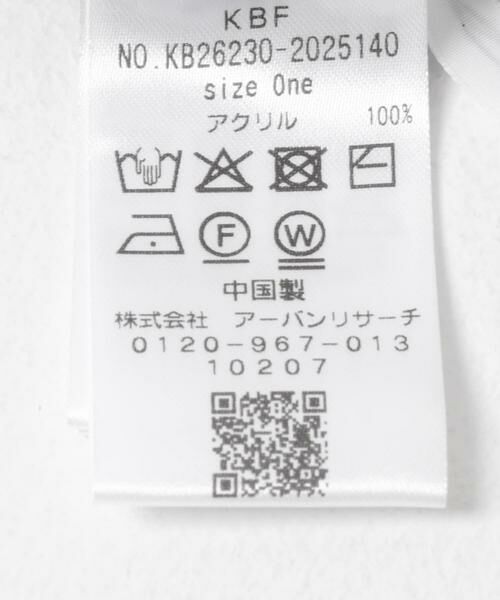 KBF
NO.KB26230-2025140
size One
アクリル 100%
F W
中国製
株式会社 アーバンリサーチ
0120-967-013
10207